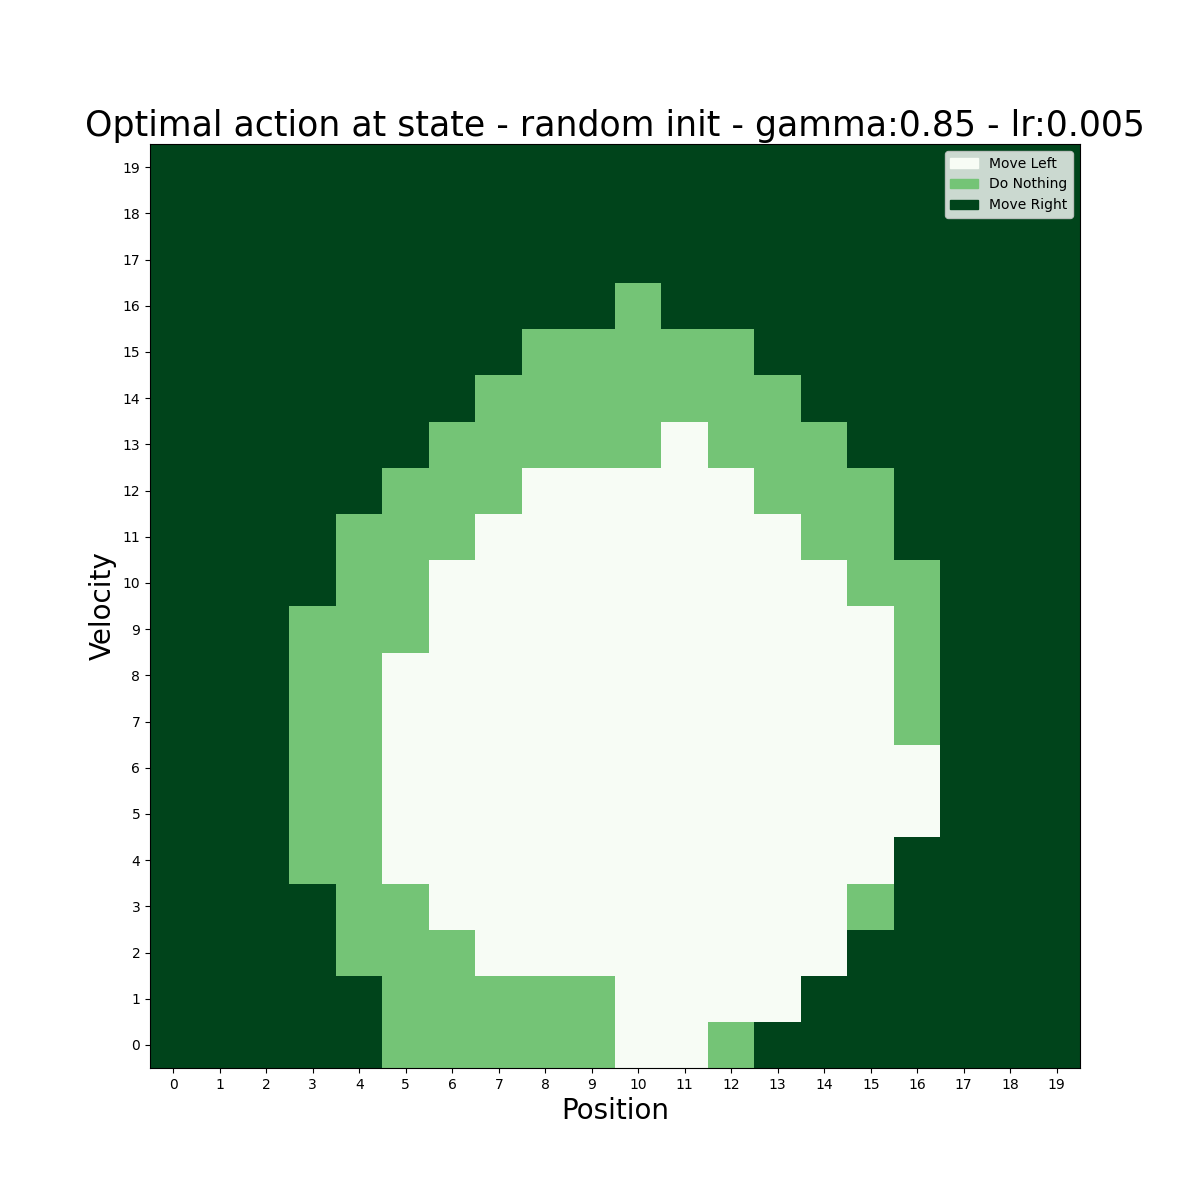 Optimal action at state - random init - gamma:0.85 - lr:0.005
Move Left
Do Nothing
Move Right
19
18
17
16
15
14
13
12
11
10
9
8
7
6
5
4
3
2
1
0
Velocity
0 1 2 3 4 5 6 7 8 9 10 11 12 13 14 15 16 17 18 19
Position